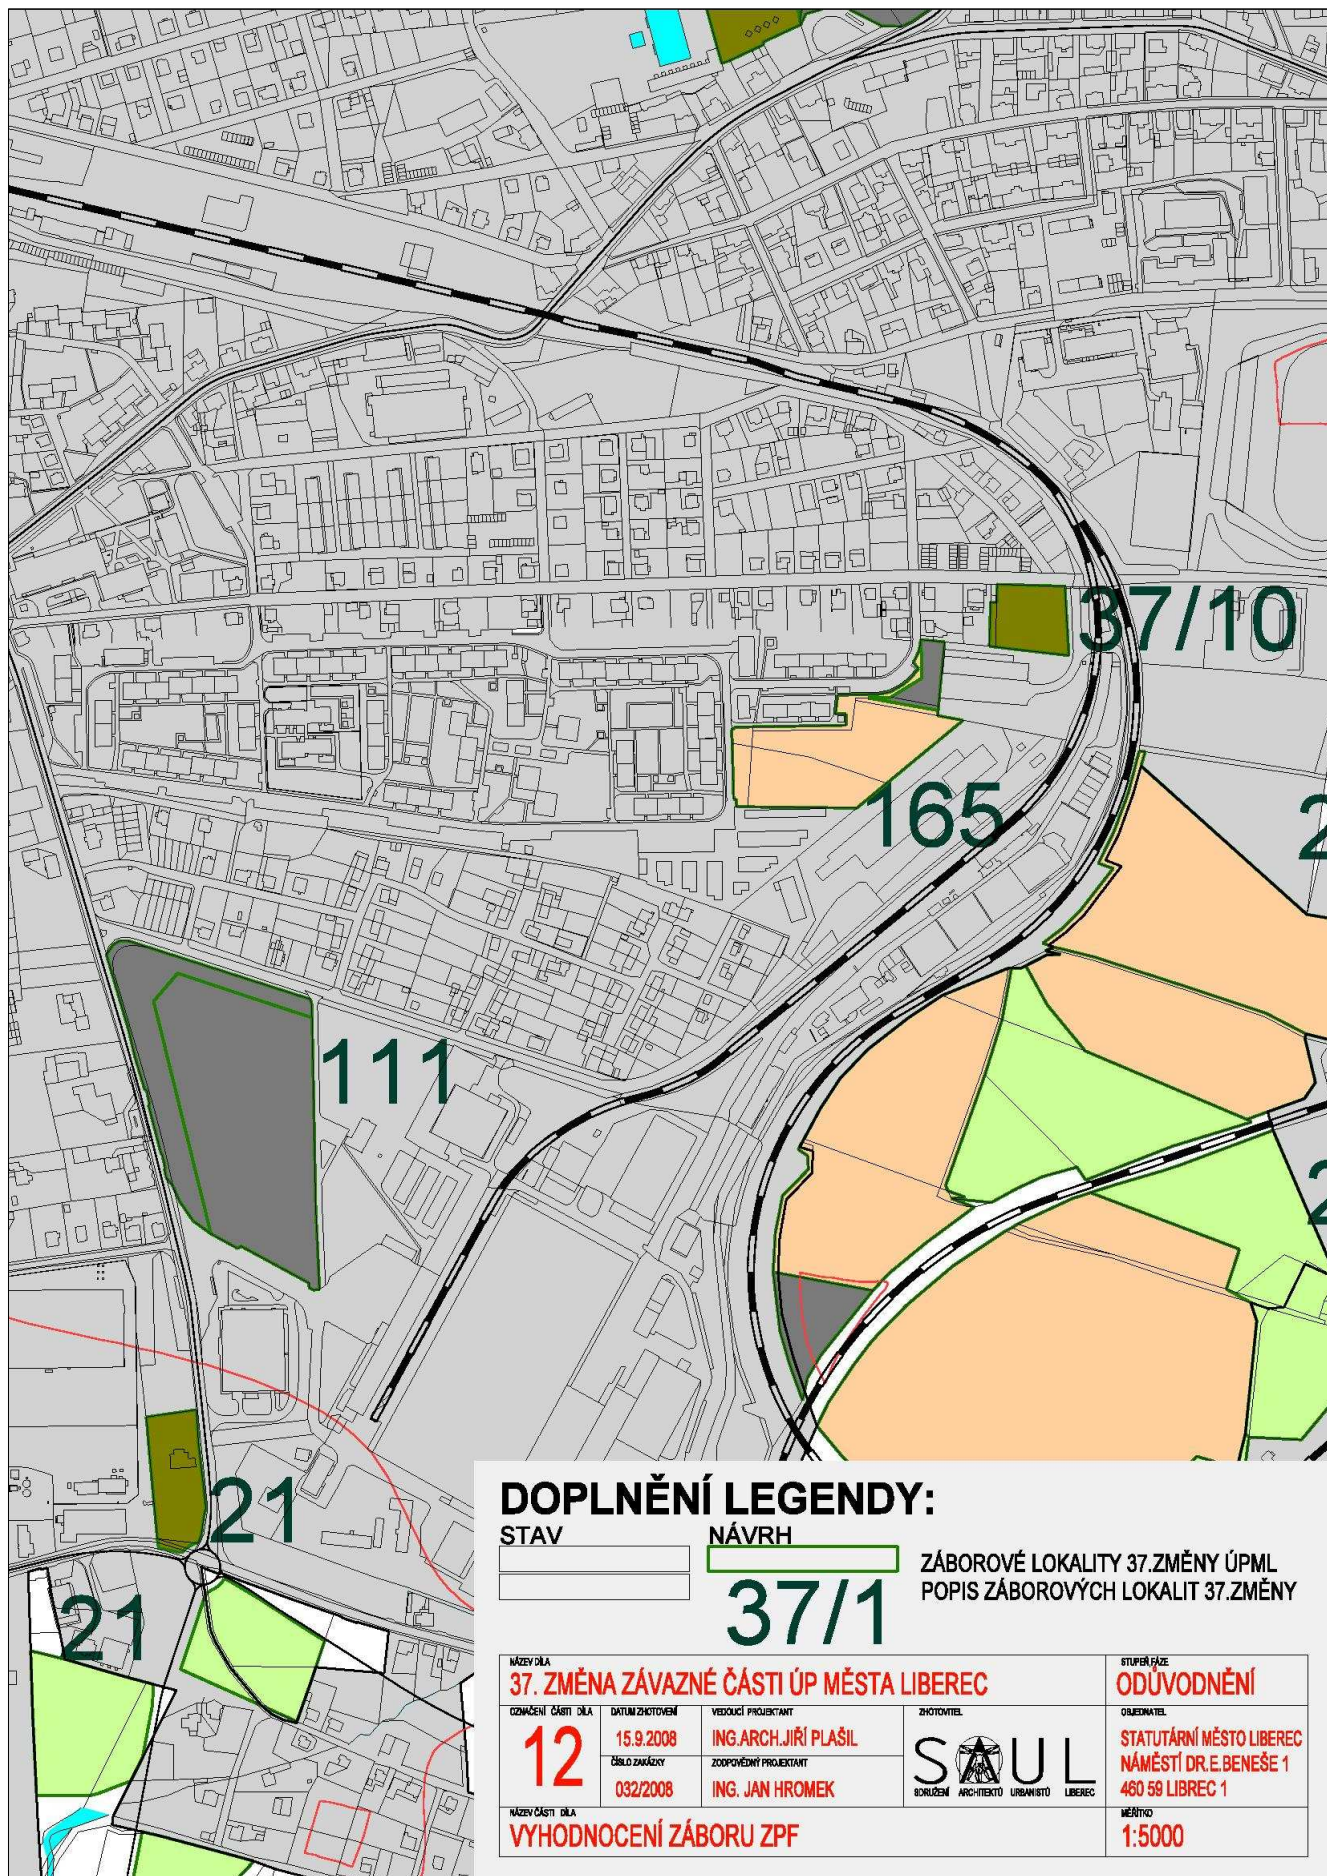 37/10
165
2
111
2
21
21
DOPLNĚNÍ LEGENDY:
STAV NÁVRH
ZÁBOROVÉ LOKALITY 37.ZMĚNY ÚPML
37/1 POPIS ZÁBOROVÝCH LOKALIT 37.ZMĚNY
NÁZEV DÍLA
37. ZMĚNA ZÁVAZNÉ ČÁSTI ÚP MĚSTA LIBEREC
STUPEŇ FÁZE
ODŮVODNĚNÍ
OZNAČENÍ ČÁSTI DÍLA
12
DATUM ZHOTOVENÍ
15.9.2008
ČÍSLO ZAKÁZKY
032/2008
VEDOUCÍ PROJEKTANT
ING.ARCH.JIŘÍ PLAŠIL
ZODPOVĚDNÝ PROJEKTANT
ING. JAN HROMEK
ZHOTOVITEL
SAUL
SDRUŽENÍ ARCHITEKTŮ URBANISTŮ LIBEREC
OBJEDNATEL
STATUTÁRNÍ MĚSTO LIBEREC
NÁMĚSTÍ DR.E.BENEŠE 1
460 59 LIBREC 1
NÁZEV ČÁSTI DÍLA
VYHODNOCENÍ ZÁBORU ZPF
MĚŘÍTKO
1:5000